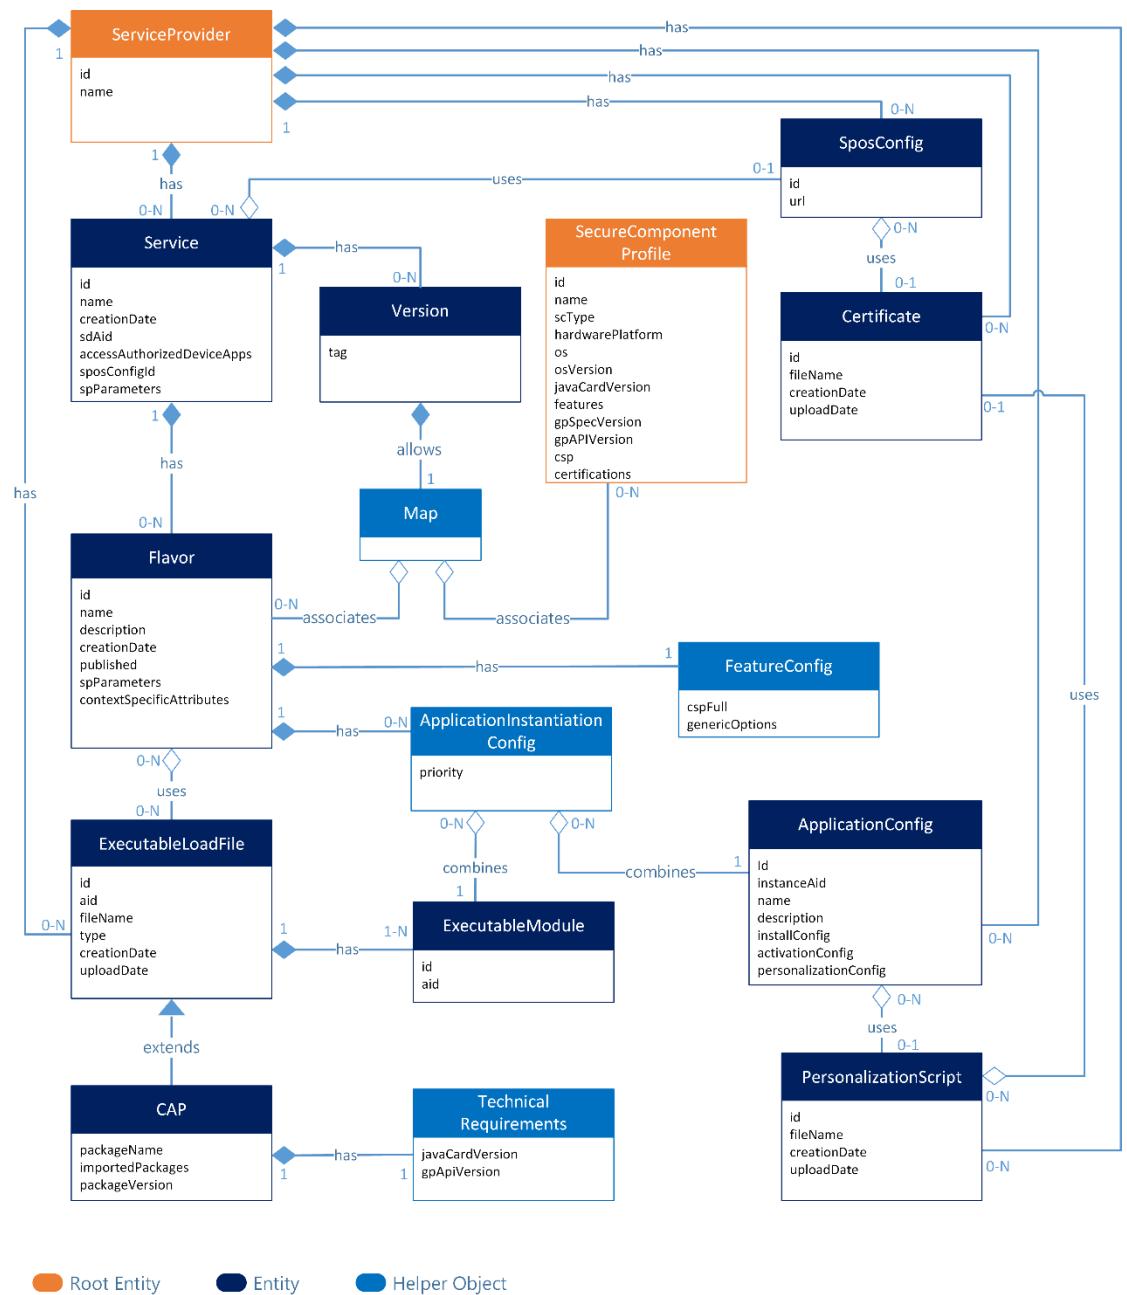 ServiceProvider
id
name
1
has
has
has
has
1
0-N
SposConfig
id
url
1
has
0-N
0-N
uses
0-1
Service
id
name
creationDate
sdAid
accessAuthorizedDeviceApps
sposConfigId
spParameters
1
has
0-N
Version
tag
SecureComponent
Profile
id
name
scType
hardwarePlatform
os
osVersion
javaCardVersion
features
gpSpecVersion
gpAPIVersion
csp
certifications
0-N
0-N
uses
0-1
Certificate
id
fileName
creationDate
uploadDate
0-N
0-1
1
has
0-N
allows
1
Map
has
Flavor
id
name
description
creationDate
published
spParameters
contextSpecificAttributes
0-N
associates
associates
1
has
1
FeatureConfig
cspFull
genericOptions
uses
1
has
0-N
ApplicationInstantiation
Config
priority
0-N
uses
0-N
0-N
0-N
combines
1
combines
1
ApplicationConfig
Id
instanceAid
name
description
installConfig
activationConfig
personalizationConfig
0-N
ExecutableLoadFile
id
aid
fileName
type
creationDate
uploadDate
0-N
1
has
1-N
ExecutableModule
id
aid
0-N
uses
0-1
extends
PersonalizationScript
id
fileName
creationDate
uploadDate
0-N
0-N
CAP
packageName
importedPackages
packageVersion
1
has
1
Technical
Requirements
javaCardVersion
gpApiVersion
Root Entity
Entity
Helper Object